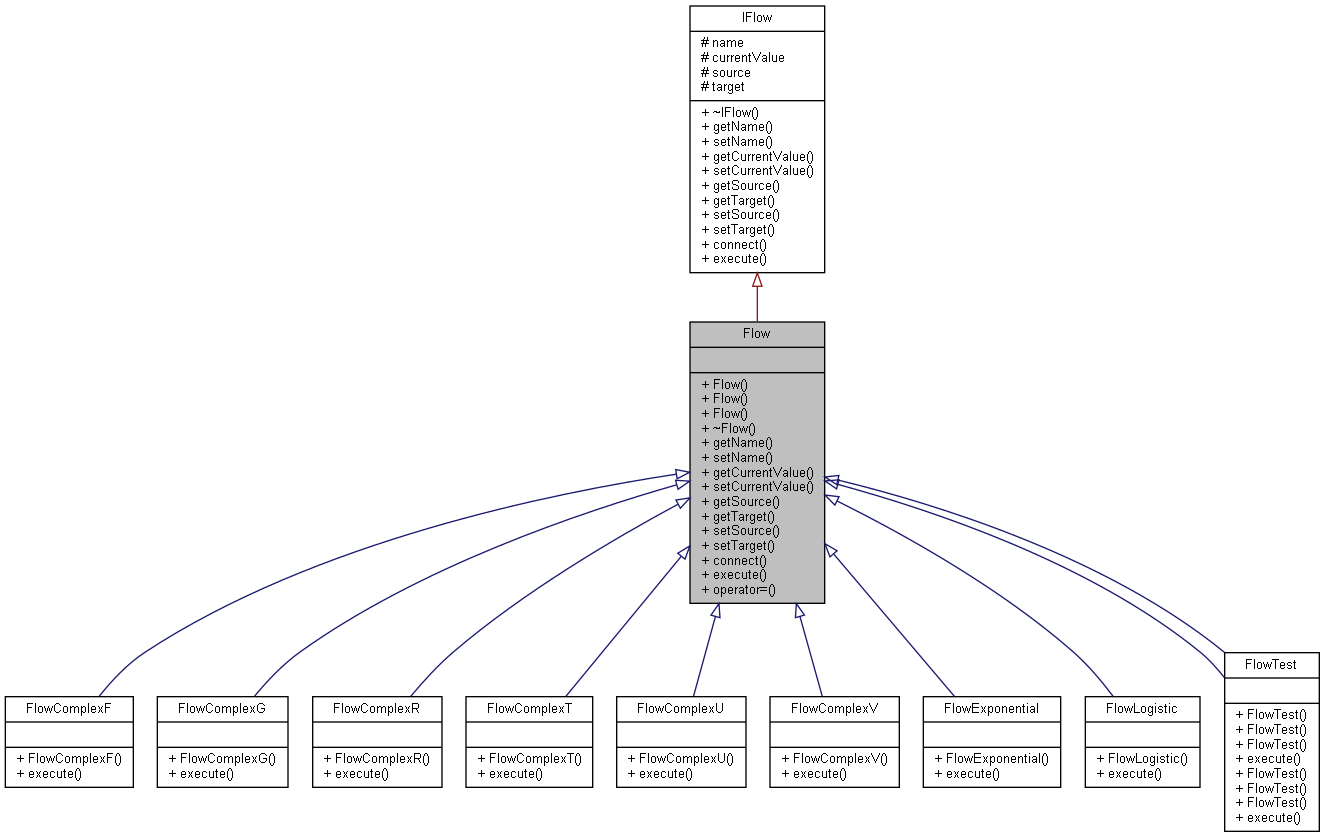 IFlow
# name
# currentValue
# source
# target
+ ~IFlow()
+ getName()
+ setName()
+ getCurrentValue()
+ setCurrentValue()
+ getSource()
+ getTarget()
+ setSource()
+ setTarget()
+ connect()
+ execute()
Flow
+ Flow()
+ Flow()
+ Flow()
+ ~Flow()
+ getName()
+ setName()
+ getCurrentValue()
+ setCurrentValue()
+ getSource()
+ getTarget()
+ setSource()
+ setTarget()
+ connect()
+ execute()
+ operator=()
FlowComplexF
+ FlowComplexF()
+ execute()
FlowComplexG
+ FlowComplexG()
+ execute()
FlowComplexR
+ FlowComplexR()
+ execute()
FlowComplexT
+ FlowComplexT()
+ execute()
FlowComplexU
+ FlowComplexU()
+ execute()
FlowComplexV
+ FlowComplexV()
+ execute()
FlowExponential
+ FlowExponential()
+ execute()
FlowLogistic
+ FlowLogistic()
+ execute()
FlowTest
+ FlowTest()
+ FlowTest()
+ FlowTest()
+ execute()
+ FlowTest()
+ FlowTest()
+ FlowTest()
+ execute()